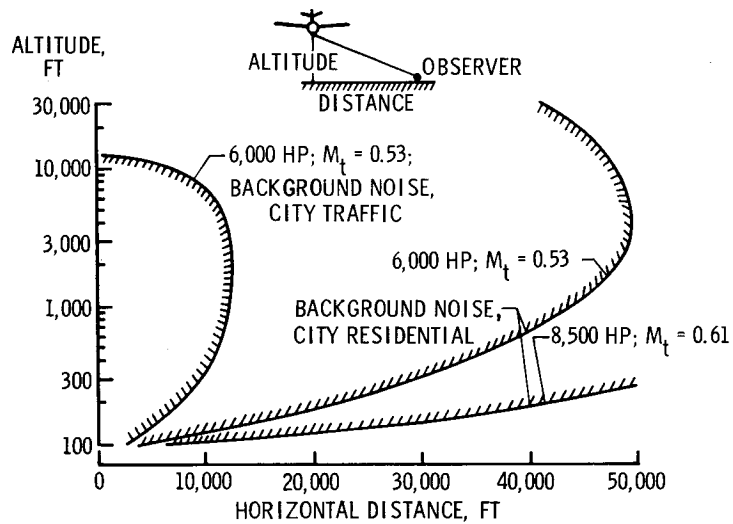 ALTITUDE,
FT
ALTITUDE
OBSERVER
DISTANCE
30,000
10,000
3,000
1,000
300
100
6,000 HP; Mt = 0.53;
BACKGROUND NOISE,
CITY TRAFFIC
6,000 HP; Mt = 0.53
BACKGROUND NOISE,
CITY RESIDENTIAL
8,500 HP; Mt = 0.61
0
10,000
20,000
30,000
40,000
50,000
HORIZONTAL DISTANCE, FT